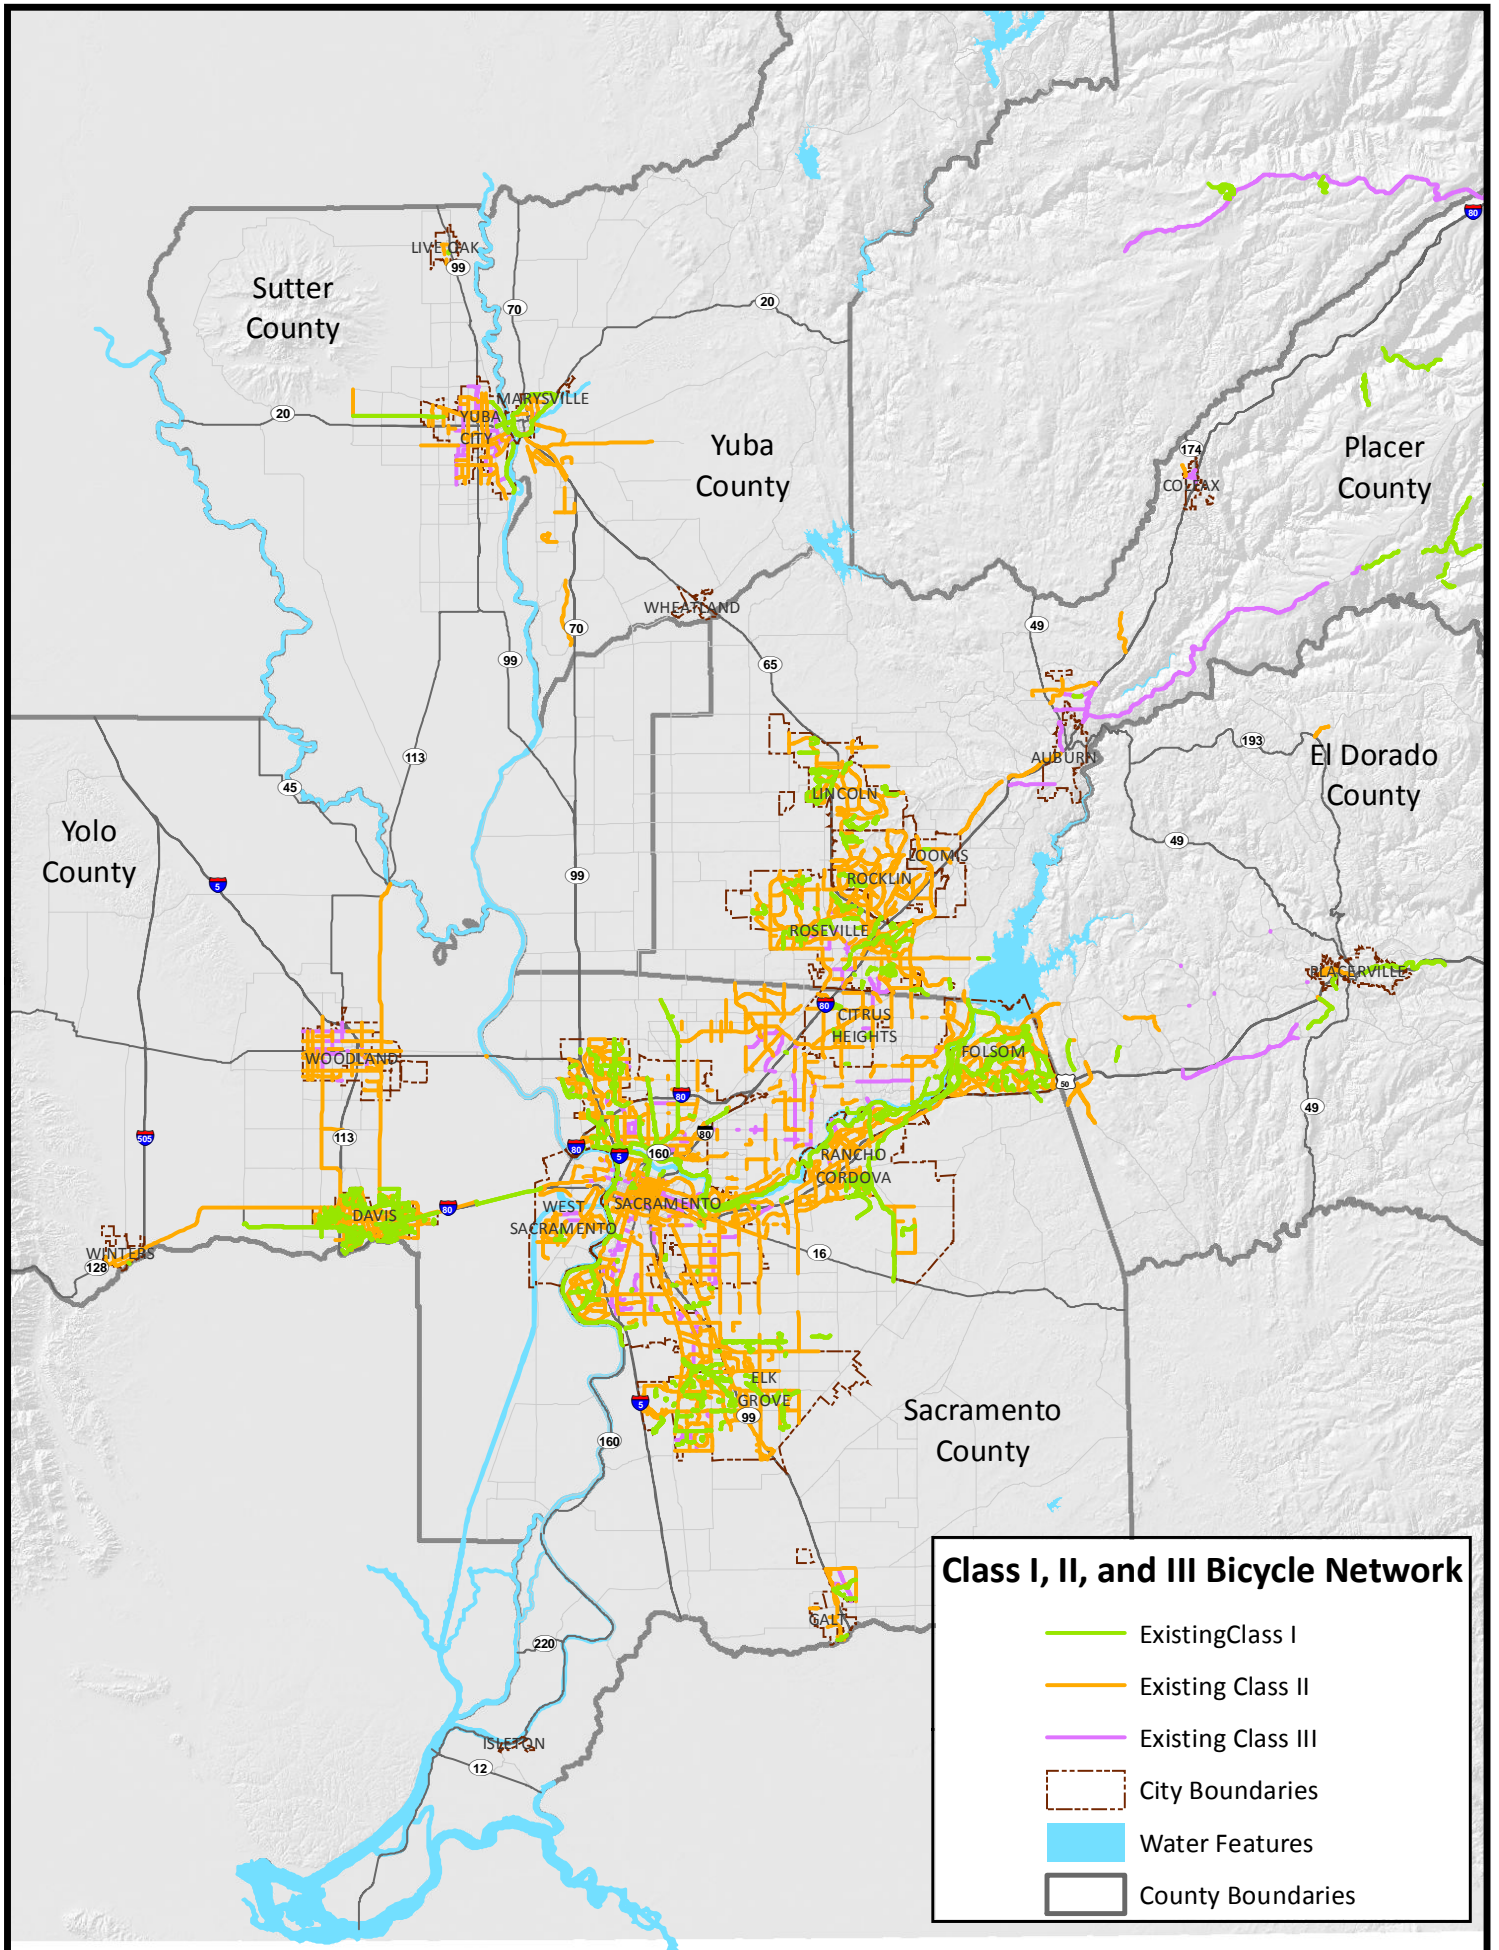 80
LIVE OAK
99
Sutter
County
70
20
20
MARYSVILLE
YUBA
CITY
Yuba
County
174
COLFAX
Placer
County
WHEATLAND
49
70
99
65
113
193
AUBURN
El Dorado
County
45
LINCOLN
Yolo
County
49
LOOMIS
5
99
ROCKLIN
ROSEVILLE
PLACERVILLE
80
CITRUS
HEIGHTS
WOODLAND
FOLSOM
50
80
49
505
113
80
80
5
160
RANCHO
CORDOVA
DAVIS
80
WEST
SACRAMENTO
SACRAMENTO
WINTERS
128
16
ELK
GROVE
99
5
Sacramento
County
160
GALT
220
ISLETON
12
Class I, II, and III Bicycle Network
ExistingClass I
Existing Class II
Existing Class III
City Boundaries
Water Features
County Boundaries